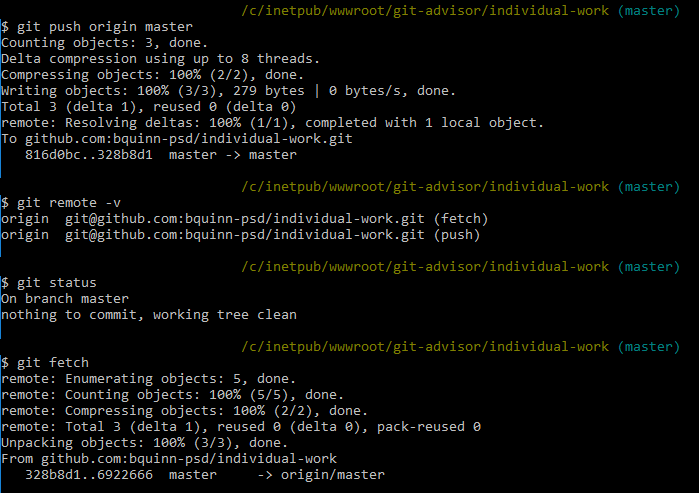 /c/inetpub/wwwroot/git-advisor/individual-work (master)
$ git push origin master
Counting objects: 3, done.
Delta compression using up to 8 threads.
Compressing objects: 100% (2/2), done.
Writing objects: 100% (3/3), 279 bytes | 0 bytes/s, done.
Total 3 (delta 1), reused 0 (delta 0)
remote: Resolving deltas: 100% (1/1), completed with 1 local object.
To github.com:bquinn-psd/individual-work.git
   816d0bc..328b8d1  master -> master
/c/inetpub/wwwroot/git-advisor/individual-work (master)
$ git remote -v
origin  git@github.com:bquinn-psd/individual-work.git (fetch)
origin  git@github.com:bquinn-psd/individual-work.git (push)
/c/inetpub/wwwroot/git-advisor/individual-work (master)
$ git status
On branch master
nothing to commit, working tree clean
/c/inetpub/wwwroot/git-advisor/individual-work (master)
$ git fetch
remote: Enumerating objects: 5, done.
remote: Counting objects: 100% (5/5), done.
remote: Compressing objects: 100% (2/2), done.
remote: Total 3 (delta 1), reused 0 (delta 0), pack-reused 0
Unpacking objects: 100% (3/3), done.
From github.com:bquinn-psd/individual-work
   328b8d1..6922666  master     -> origin/master